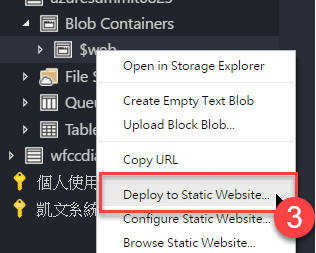 Blob Containers
$web
Open in Storage Explorer
File S
Create Empty Text Blob
Queu
Upload Block Blob...
Table
Copy URL
wfccdia
個人使用
Deploy to Static Website...
凱文系統
3
Configure Static Website...
Browse Static Website...